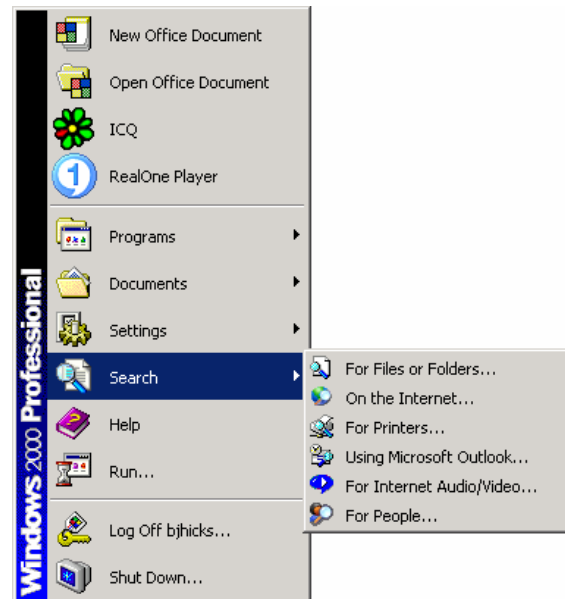 New Office Document
Open Office Document
ICQ
1
RealOne Player
Programs
Documents
Settings
Search
Help
Run...
Log Off bjhicks...
Shut Down...
Windows 2000 Professional
For Files or Folders...
On the Internet...
For Printers...
Using Microsoft Outlook...
For Internet Audio/Video...
For People...